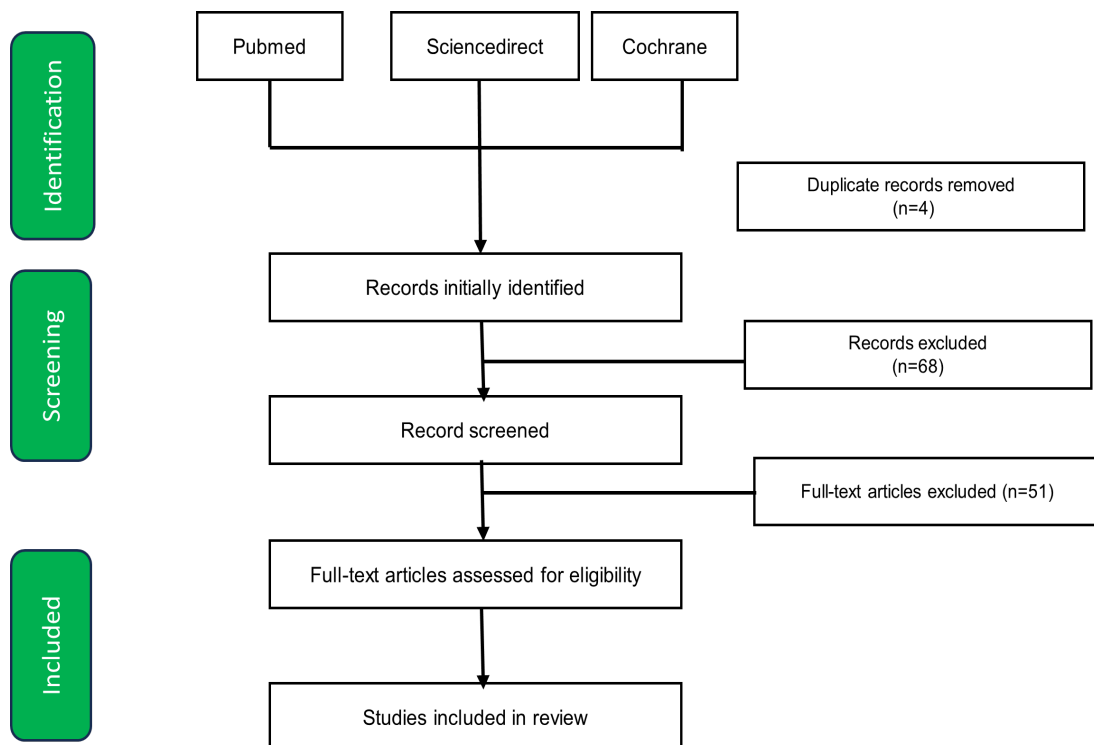 Pubmed
Sciencedirect
Cochrane
Identification
Duplicate records removed
(n=4)
Records initially identified
Screening
Records excluded
(n=68)
Record screened
Full-text articles excluded (n=51)
Included
Full-text articles assessed for eligibility
Studies included in review